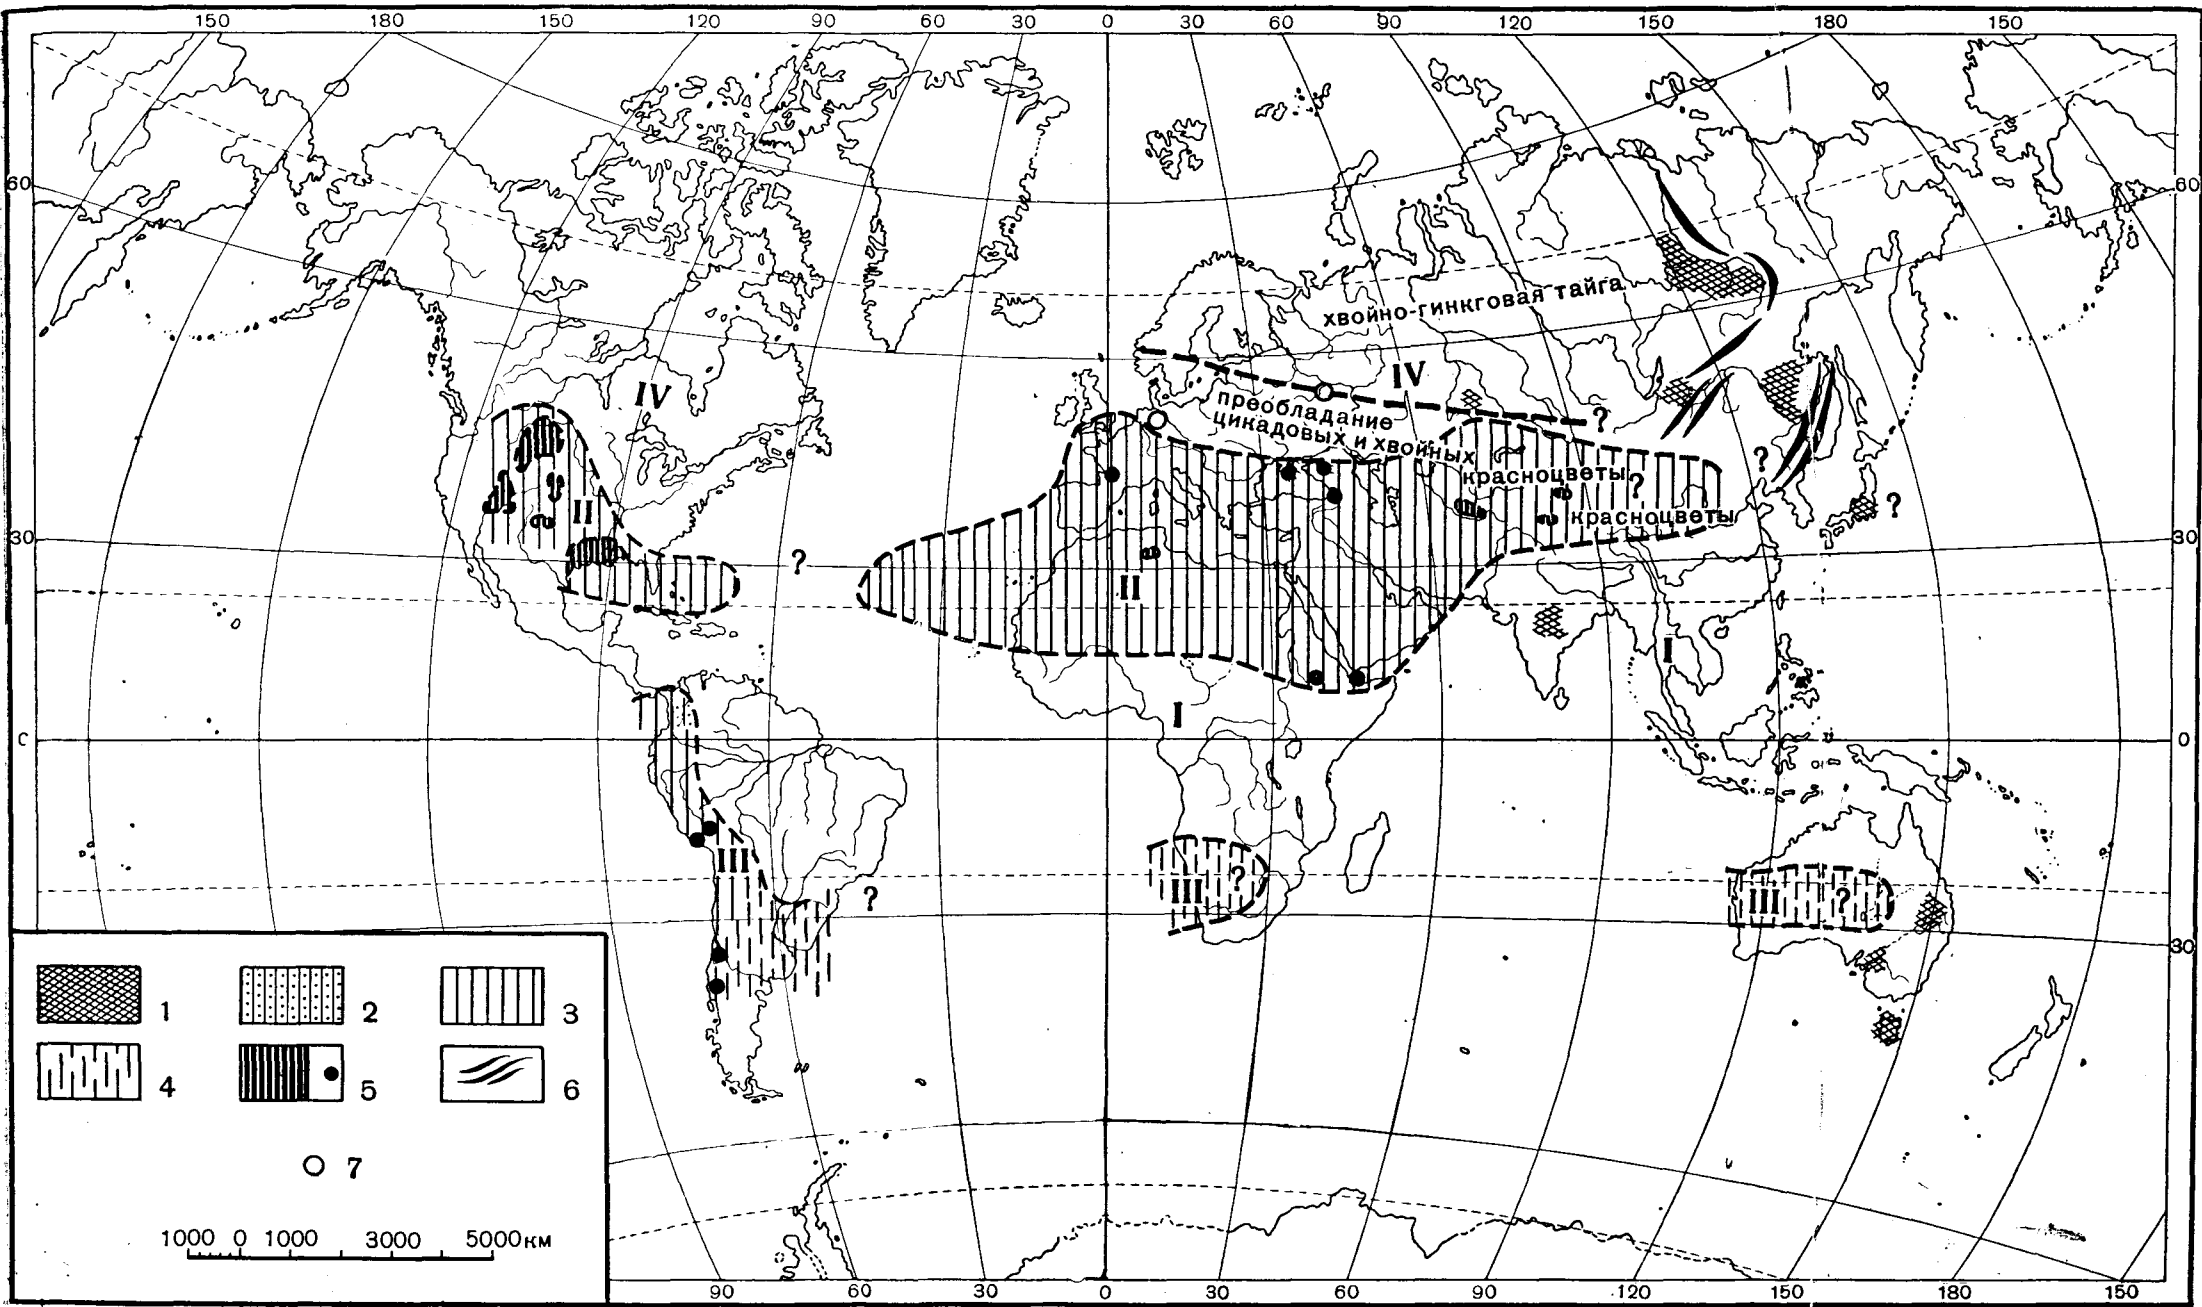 150 180 150 120 90 60 30 0 30 60 90 120 150 180 150
60 60
хвойно-гинкговая тайга
IV IV
?
преобладание
цикадовых и хвойных
?
красноцветы ?
?
II
красноцветы
30 30
?
II
I
I
С 0
III
?
III ?
III ?
30
1 2 3
4 5 6
7
1000 0 1000 3000 5000 км
90 60 30 0 30 60 90 120 150 180 150